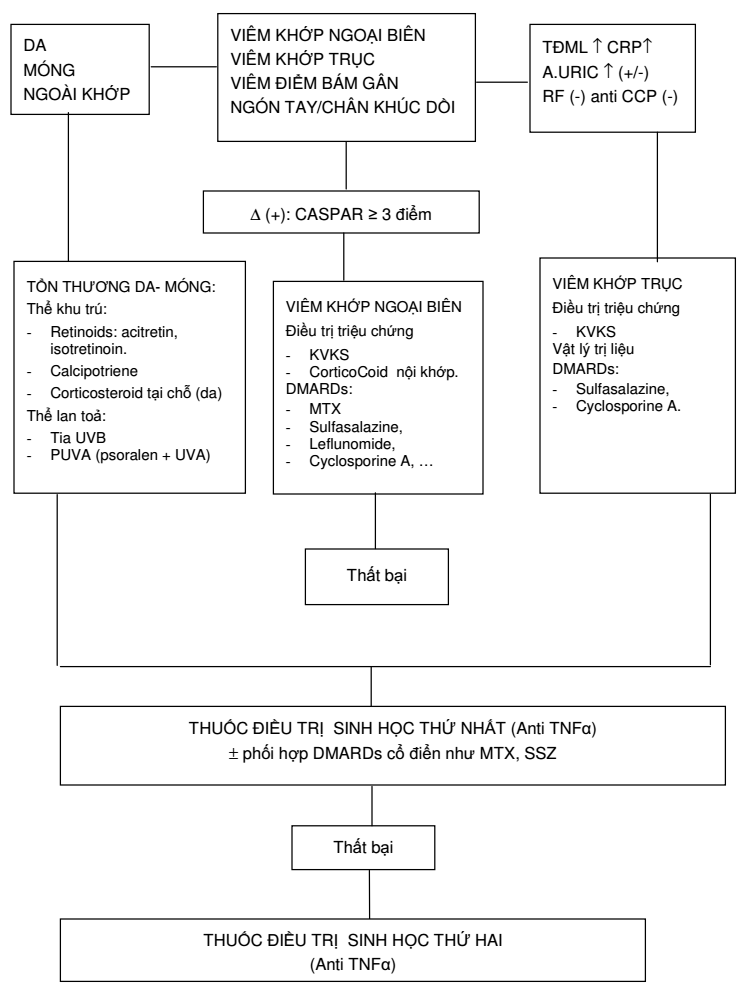 DA
MÓNG
NGOÀI KHỚP
VIÊM KHỚP NGOẠI BIÊN
VIÊM KHỚP TRỤC
VIÊM ĐIỂM BÁM GÂN
NGÓN TAY/CHÂN KHÚC DỒI
TĐML ↑ CRP↑
A.URIC ↑ (+/-)
RF (-) anti CCP (-)
Δ (+): CASPAR ≥ 3 điểm
TỔN THƯƠNG DA- MÓNG:
Thể khu trú:
- Retinoids: acitretin,
isotretinoin.
- Calcipotriene
- Corticosteroid tại chỗ (da)
Thể lan toả:
- Tia UVB
- PUVA (psoralen + UVA)
VIÊM KHỚP NGOẠI BIÊN
Điều trị triệu chứng
- KVKS
- CorticoCoid nội khớp.
DMARDs:
- MTX
- Sulfasalazine,
- Leflunomide,
- Cyclosporine A, …
VIÊM KHỚP TRỤC
Điều trị triệu chứng
- KVKS
Vật lý trị liệu
DMARDs:
- Sulfasalazine,
- Cyclosporine A.
Thất bại
THUỐC ĐIỀU TRỊ SINH HỌC THỨ NHẤT (Anti TNFα)
± phối hợp DMARDs cổ điển như MTX, SSZ
Thất bại
THUỐC ĐIỀU TRỊ SINH HỌC THỨ HAI
(Anti TNFα)